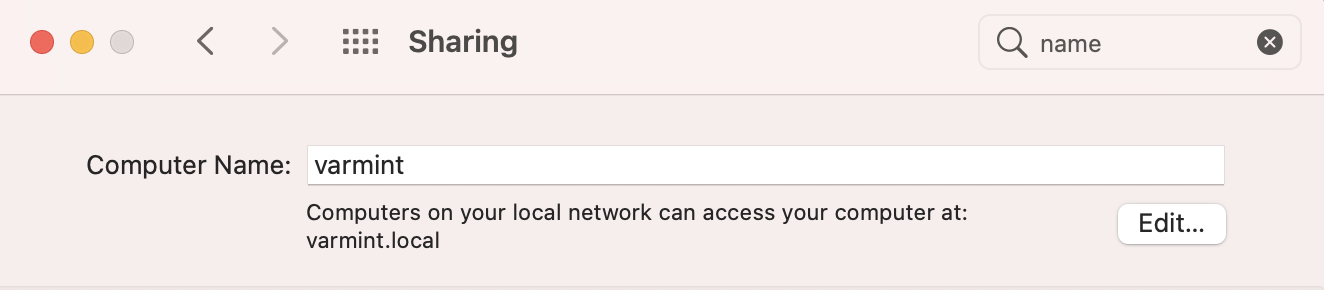 Sharing
name
Computer Name: varmint
Computers on your local network can access your computer at:
varmint.local
Edit...